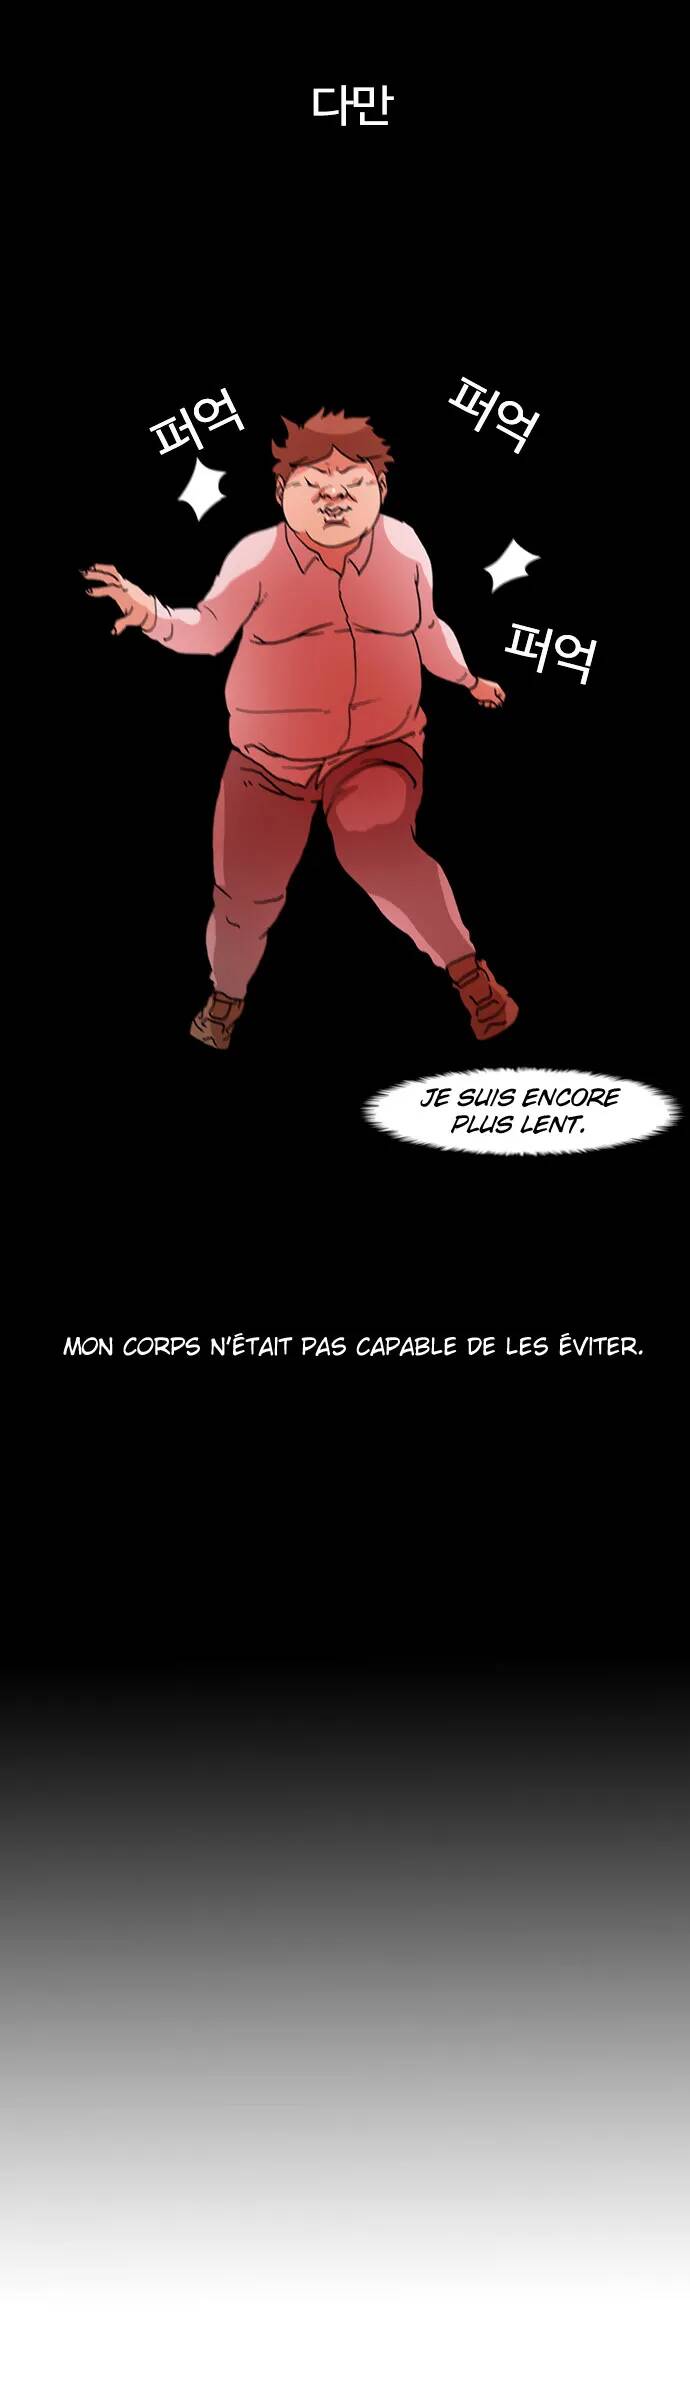 다만
퍼억
퍼억
퍼억
JE SUIS ENCORE
PLUS LENT.
MON CORPS N'ÉTAIT PAS CAPABLE DE LES ÉVITER.